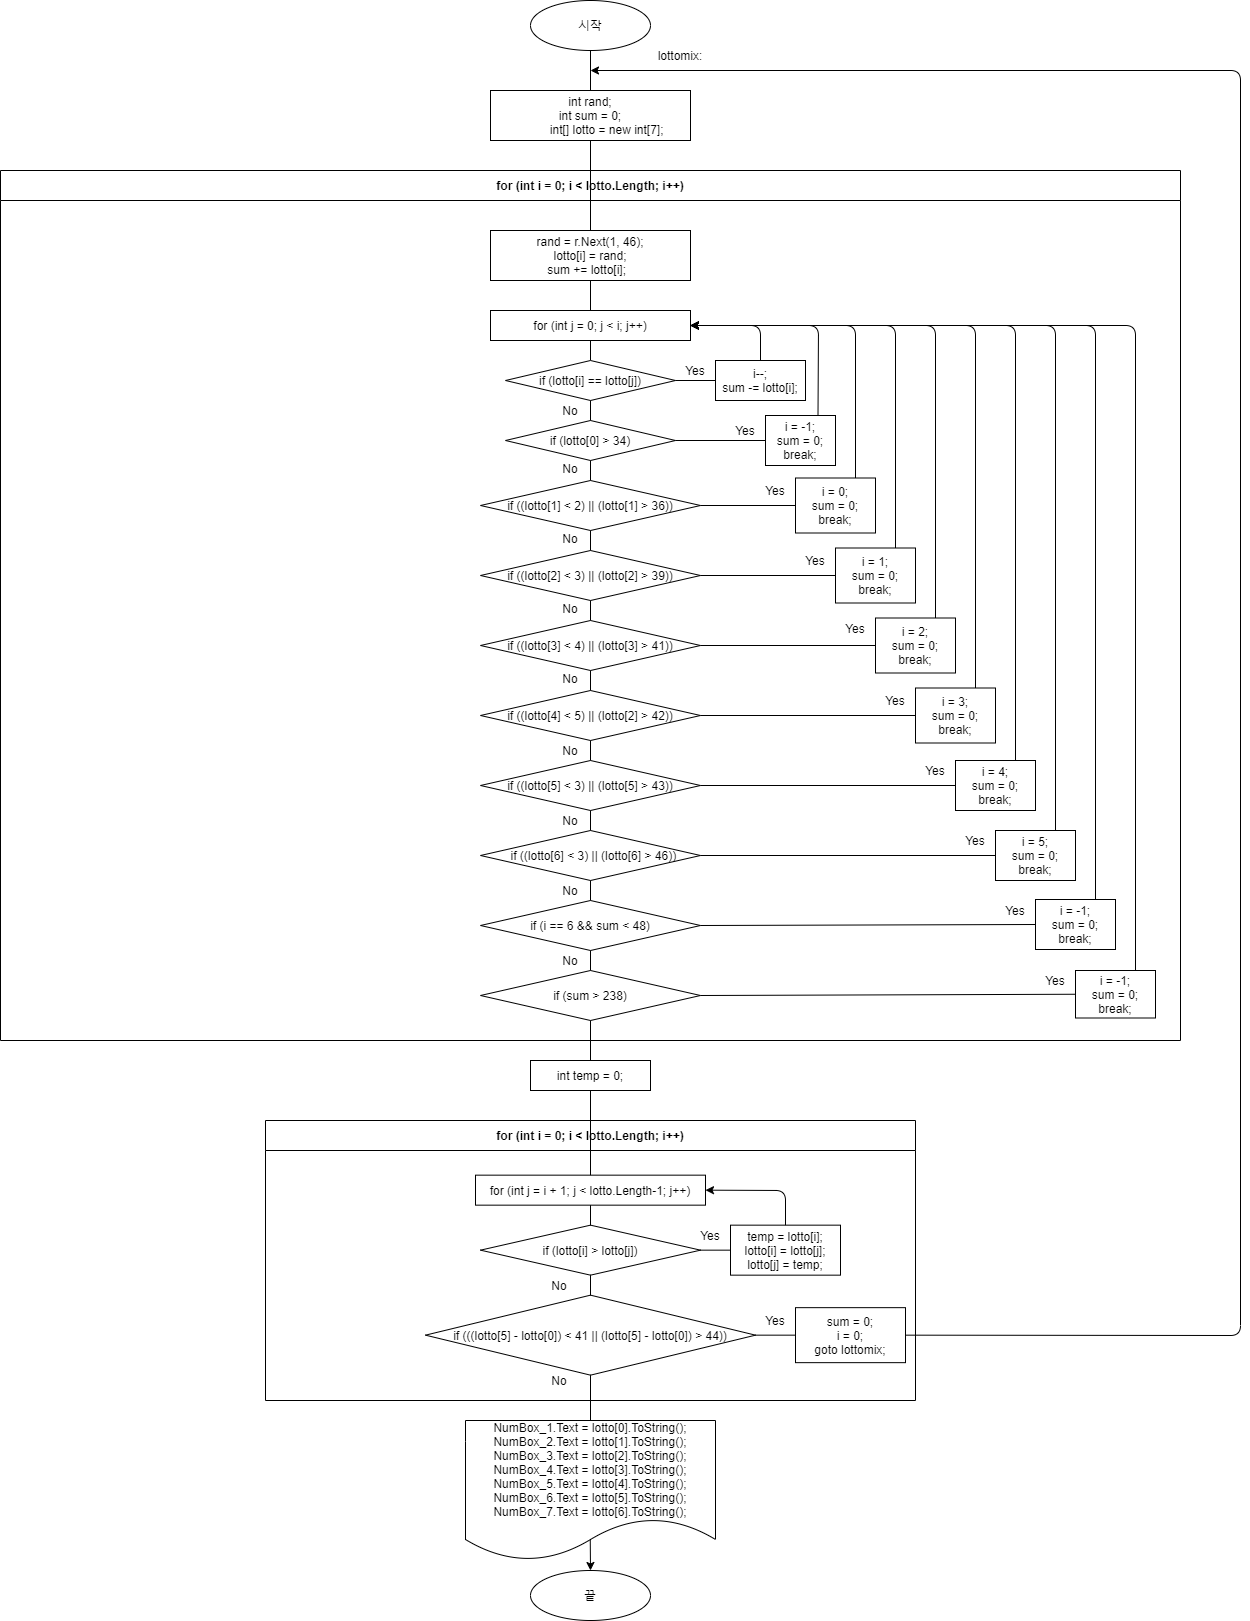 시작
lottomix:
int rand;
int sum = 0;
int[] lotto = new int[7];
for (int i = 0; i < lotto.Length; i++)
rand = r.Next(1, 46);
lotto[i] = rand;
sum += lotto[i];
for (int j = 0; j < i; j++)
if (lotto[i] == lotto[j])
Yes
i--;
sum -= lotto[i];
No
if (lotto[0] > 34)
Yes
i = -1;
sum = 0;
break;
No
if ((lotto[1] < 2) || (lotto[1] > 36))
Yes
i = 0;
sum = 0;
break;
No
if ((lotto[2] < 3) || (lotto[2] > 39))
Yes
i = 1;
sum = 0;
break;
No
if ((lotto[3] < 4) || (lotto[3] > 41))
Yes
i = 2;
sum = 0;
break;
No
if ((lotto[4] < 5) || (lotto[2] > 42))
Yes
i = 3;
sum = 0;
break;
No
if ((lotto[5] < 3) || (lotto[5] > 43))
Yes
i = 4;
sum = 0;
break;
No
if ((lotto[6] < 3) || (lotto[6] > 46))
Yes
i = 5;
sum = 0;
break;
No
if (i == 6 && sum < 48)
Yes
i = -1;
sum = 0;
break;
No
if (sum > 238)
Yes
i = -1;
sum = 0;
break;
int temp = 0;
for (int i = 0; i < lotto.Length; i++)
for (int j = i + 1; j < lotto.Length-1; j++)
if (lotto[i] > lotto[j])
Yes
temp = lotto[i];
lotto[i] = lotto[j];
lotto[j] = temp;
No
if (((lotto[5] - lotto[0]) < 41 || (lotto[5] - lotto[0]) > 44))
Yes
sum = 0;
i = 0;
goto lottomix;
No
NumBox_1.Text = lotto[0].ToString();
NumBox_2.Text = lotto[1].ToString();
NumBox_3.Text = lotto[2].ToString();
NumBox_4.Text = lotto[3].ToString();
NumBox_5.Text = lotto[4].ToString();
NumBox_6.Text = lotto[5].ToString();
NumBox_7.Text = lotto[6].ToString();
끝